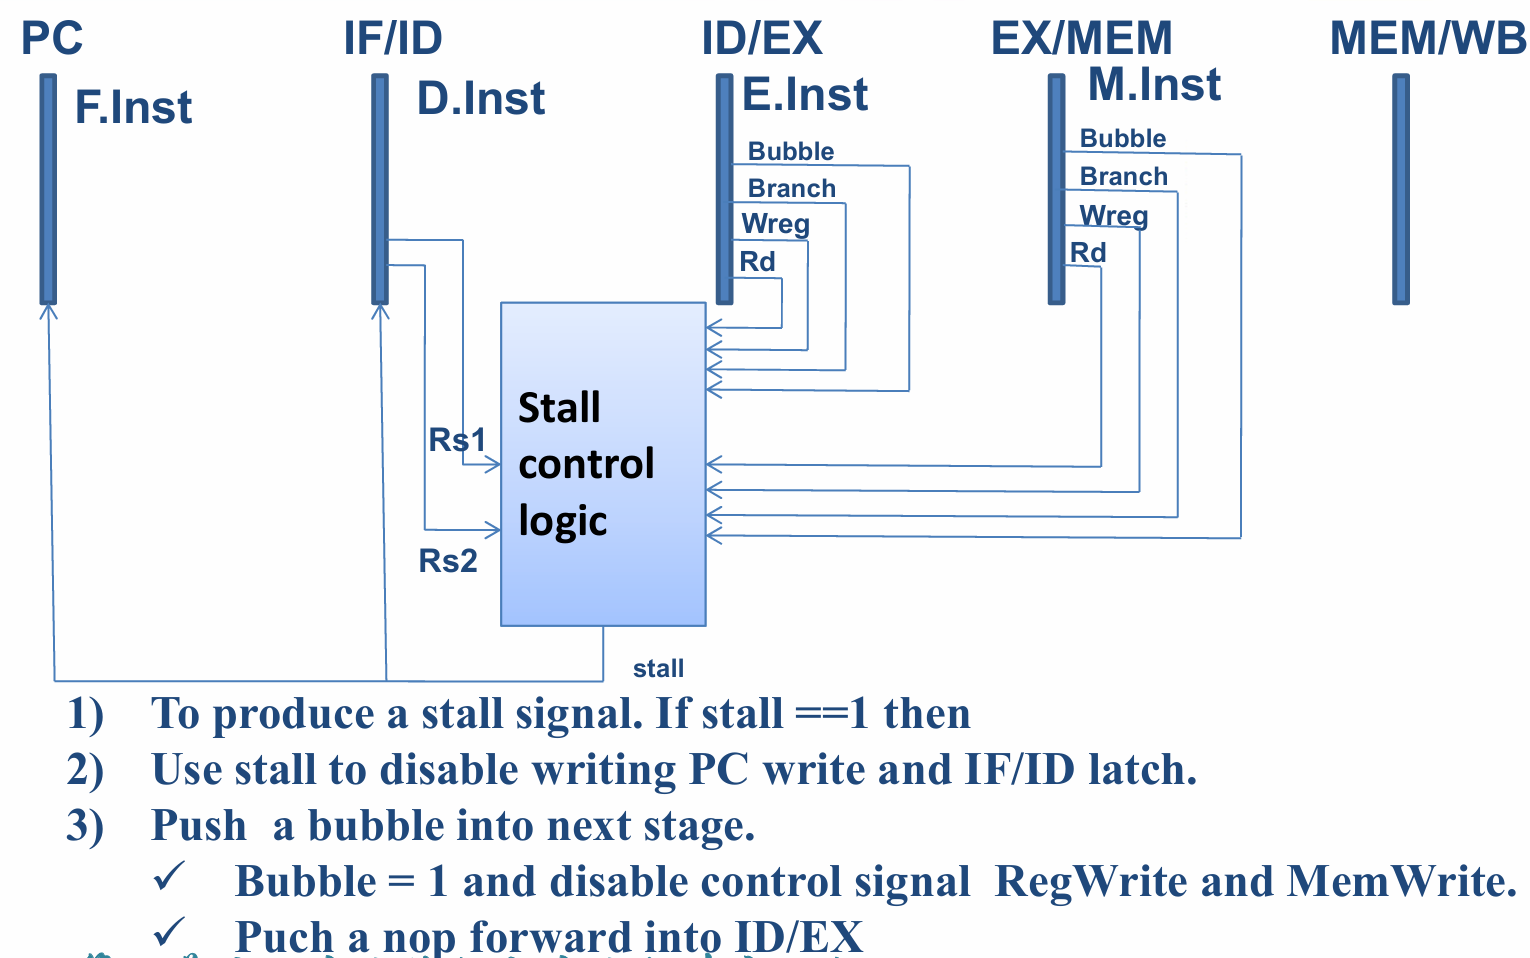 PC IF/ID ID/EX EX/MEM MEM/WB
F.Inst D.Inst E.Inst M.Inst
Bubble
Branch
Wreg
Rd
Bubble
Branch
Wreg
Rd
Stall
control
logic
Rs1
Rs2
stall
1) To produce a stall signal. If stall ==1 then
2) Use stall to disable writing PC write and IF/ID latch.
3) Push a bubble into next stage.
✓ Bubble = 1 and disable control signal RegWrite and MemWrite.
✓ Puch a nop forward into ID/EX